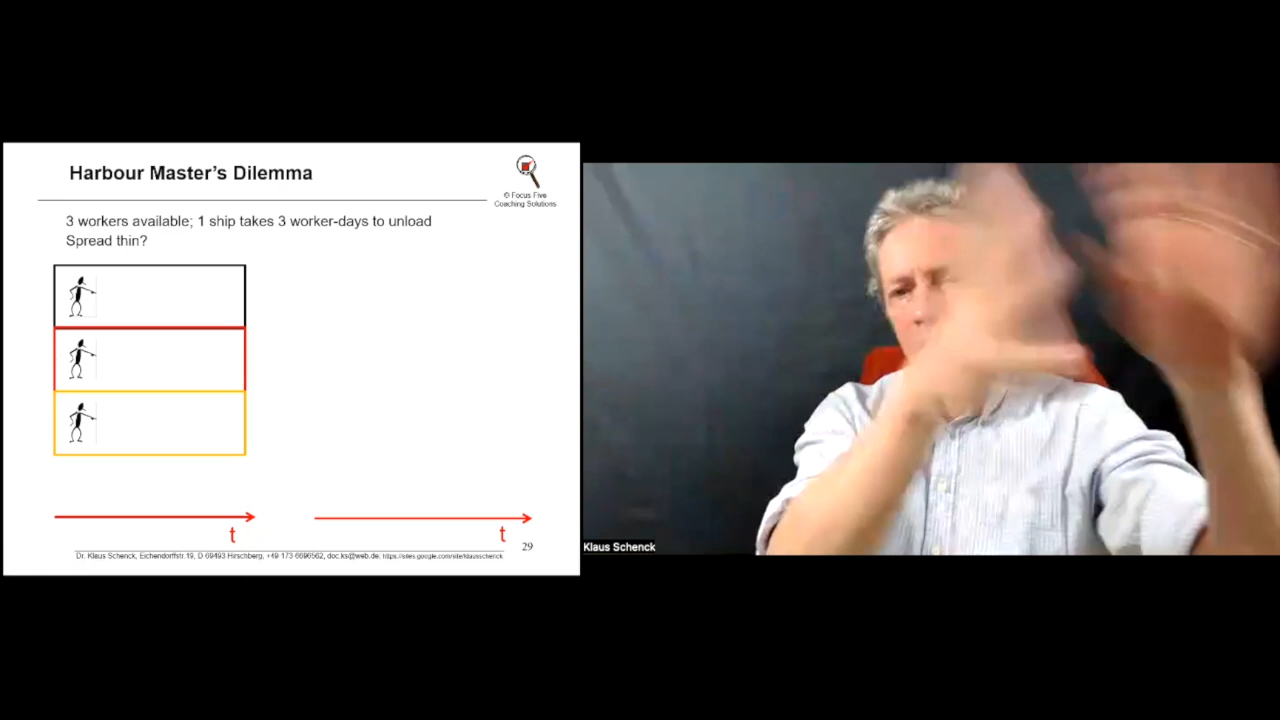 Harbour Master's Dilemma
© Focus Five
Coaching Solutions
3 workers available; 1 ship takes 3 worker-days to unload
Spread thin?
t
t
29
Dr. Klaus Schenck, Eichendorffstr.19, D 69493 Hirschberg, +49 173 6696562, doc.ks@web.de; https://sites.google.com/site/klausschenck
Klaus Schenck